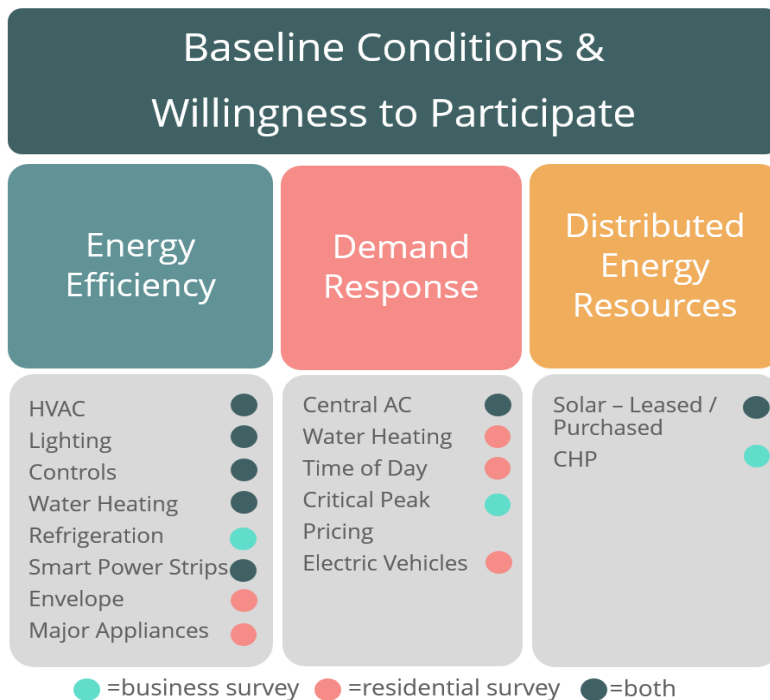 Baseline Conditions &
Willingness to Participate
Energy
Efficiency
Demand
Response
Distributed
Energy
Resources
HVAC
Lighting
Controls
Water Heating
Refrigeration
Smart Power Strips
Envelope
Major Appliances
Central AC
Water Heating
Time of Day
Critical Peak
Pricing
Electric Vehicles
Solar – Leased /
Purchased
CHP
=business survey =residential survey =both